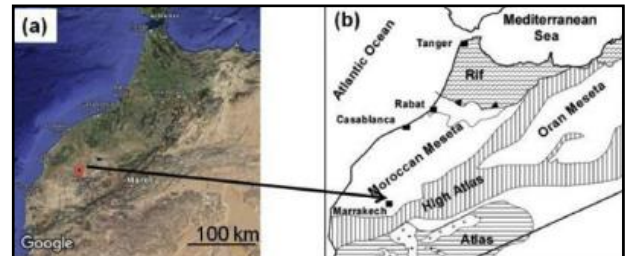 (a)
Google
100 km
(b)
Mediterranean
Sea
Atlantic Ocean
Tanger
Rif
Rabat
Casablanca
Oran Meseta
Moroccan Meseta
High Atlas
Marrakech
Atlas